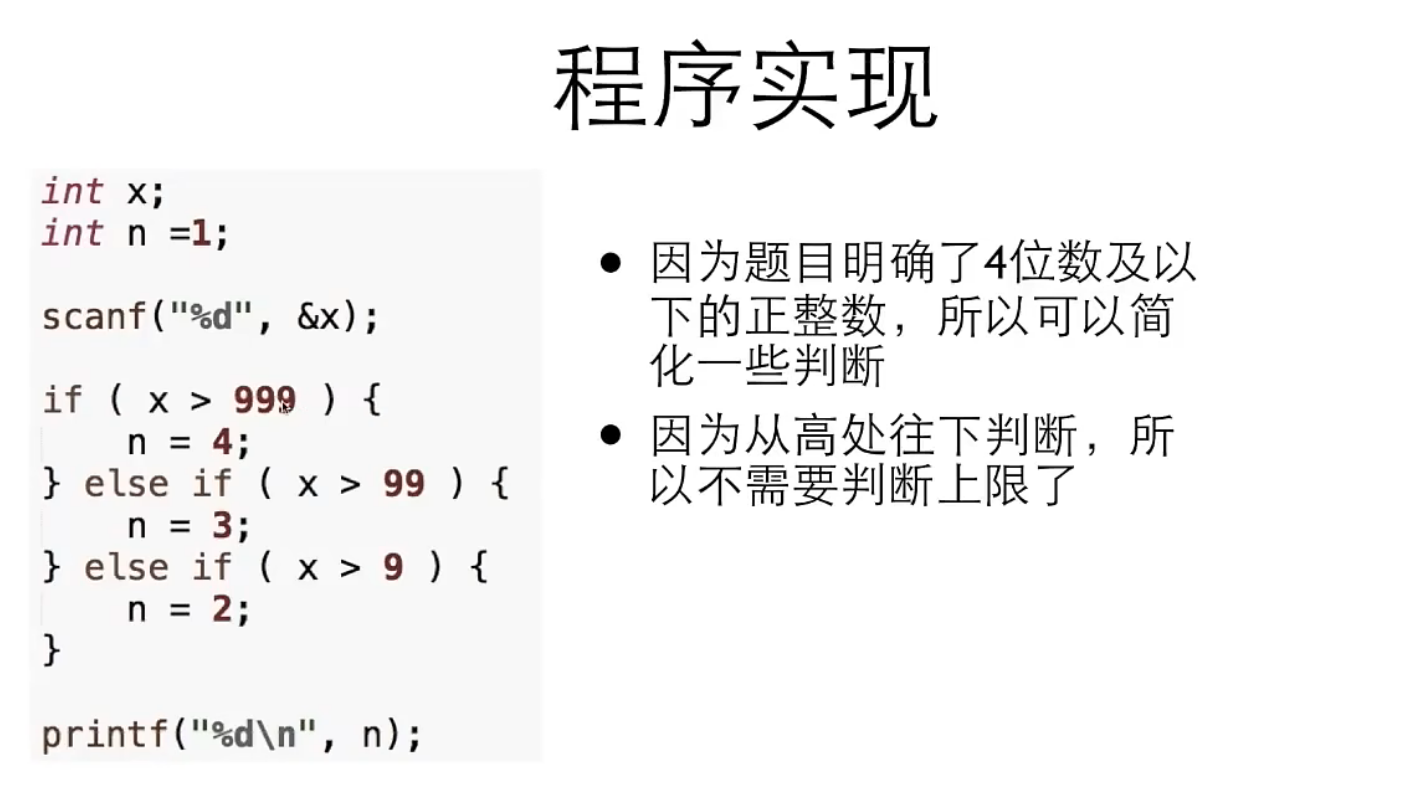 程序实现
int x;
int n =1;
scanf("%d", &x);
if ( x > 999 ) {
    n = 4;
} else if ( x > 99 ) {
    n = 3;
} else if ( x > 9 ) {
    n = 2;
}
printf("%d\n", n);
● 因为题目明确了4位数及以
下的正整数，所以可以简
化一些判断
● 因为从高处往下判断，所
以不需要判断上限了